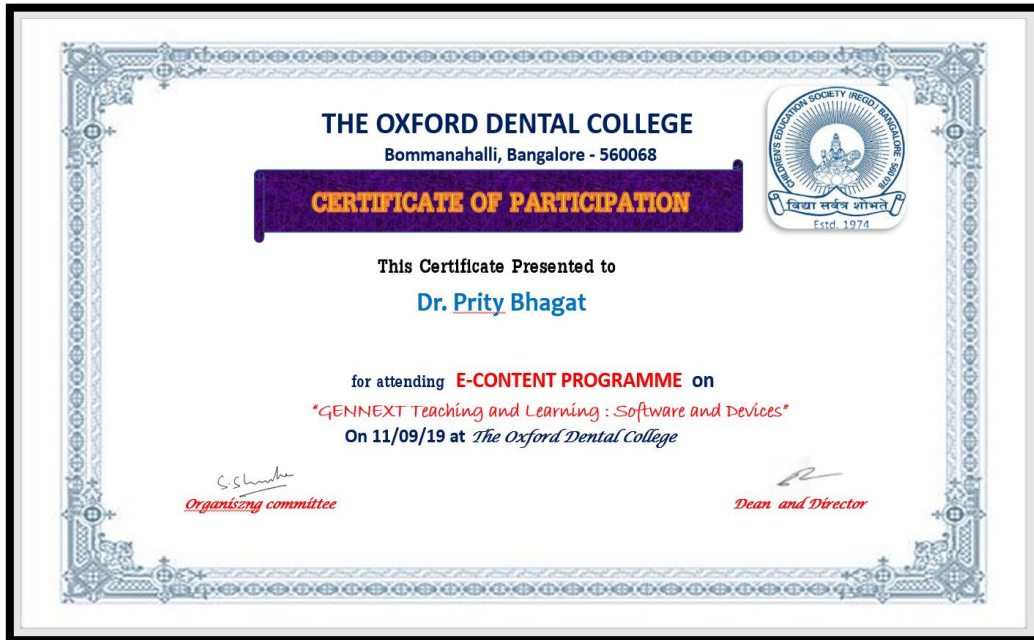 THE OXFORD DENTAL COLLEGE
Bommanahalli, Bangalore - 560068
CHILDREN'S EDUCATION SOCIETY (REGD.) BANGALORE - 560 078
विद्या सर्वत्र शोभते
Estd. 1974
CERTIFICATE OF PARTICIPATION
This Certificate Presented to
Dr. Prity Bhagat
for attending E-CONTENT PROGRAMME on
"GENNEXT Teaching and Learning : Software and Devices"
On 11/09/19 at The Oxford Dental College
Organiszng committee
Dean and Director